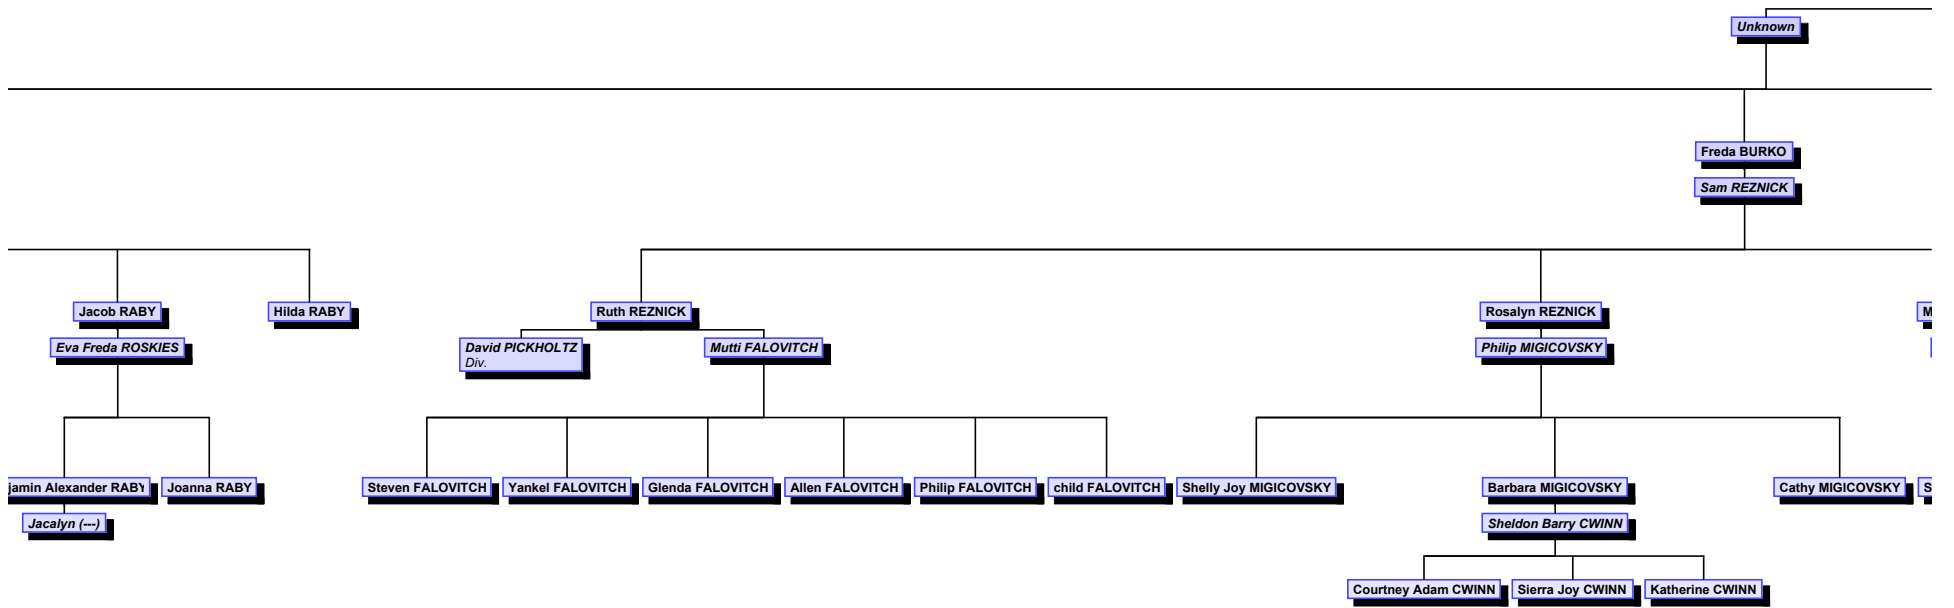 Unknown
Freda BURKO
Sam REZNICK
Jacob RABY
Hilda RABY
Ruth REZNICK
Rosalyn REZNICK
M
Eva Freda ROSKIES
David PICKHOLTZ
Div.
Mutti FALOVITCH
Philip MIGICOVSKY
jamin Alexander RABY
Joanna RABY
Steven FALOVITCH
Yankel FALOVITCH
Glenda FALOVITCH
Allen FALOVITCH
Philip FALOVITCH
child FALOVITCH
Shelly Joy MIGICOVSKY
Barbara MIGICOVSKY
Cathy MIGICOVSKY
S
Jacalyn (---)
Sheldon Barry CWINN
Courtney Adam CWINN
Sierra Joy CWINN
Katherine CWINN